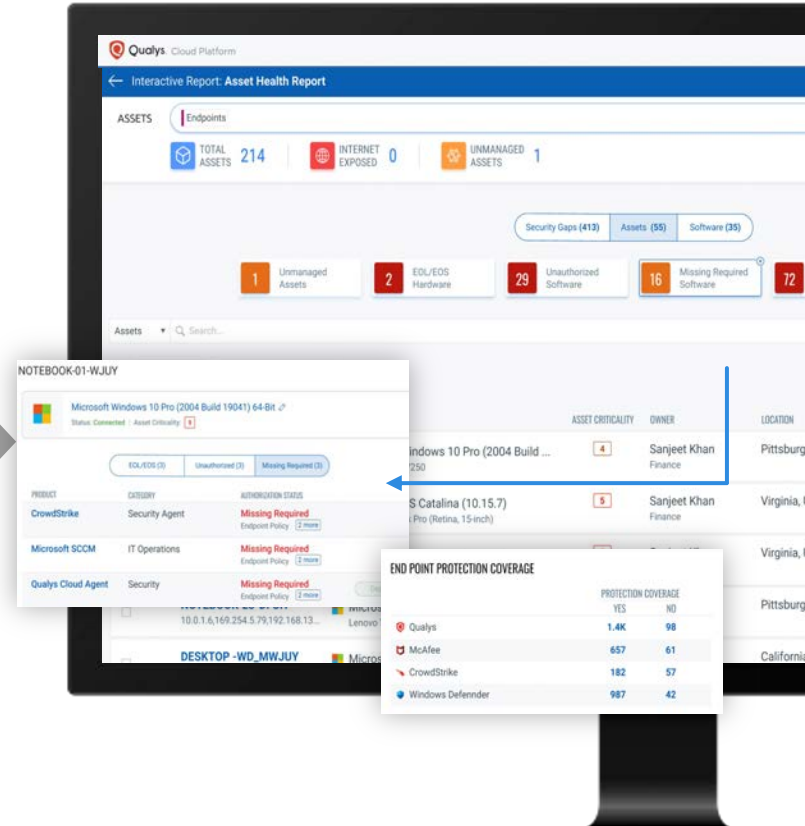 Qualys. Cloud Platform
← Interactive Report: Asset Health Report
ASSETS
Endpoints
TOTAL ASSETS 214
INTERNET EXPOSED 0
UNMANAGED ASSETS 1
Security Gaps (413) Assets (55) Software (35)
1 Unmanaged Assets
2 EOL/EOS Hardware
29 Unauthorized Software
16 Missing Required Software
72
Assets Search...
NOTEBOOK-01-WJUY
Microsoft Windows 10 Pro (2004 Build 19041) 64-Bit
Status: Connected | Asset Criticality: 5
EOL/EOS (3) Unauthorized (3) Missing Required (3)
PRODUCT CATEGORY AUTHORIZATION STATUS
CrowdStrike Security Agent Missing Required
Endpoint Policy 2 more
Microsoft SCCM IT Operations Missing Required
Endpoint Policy 2 more
Qualys Cloud Agent Security Missing Required
Endpoint Policy 2 more
ASSET CRITICALITY OWNER LOCATION
indows 10 Pro (2004 Build ... 4 Sanjeet Khan Pittsburg
/250 Finance
S Catalina (10.15.7) 5 Sanjeet Khan Virginia,
Pro (Retina, 15-inch) Finance
Virginia,
Pittsburg
10.0.1.6,169.254.5.79,192.168.13... Lenovo
DESKTOP -WD_MWJUY Micros California
END POINT PROTECTION COVERAGE
PROTECTION COVERAGE
YES NO
Qualys 1.4K 98
McAfee 657 61
CrowdStrike 182 57
Windows Defennder 987 42